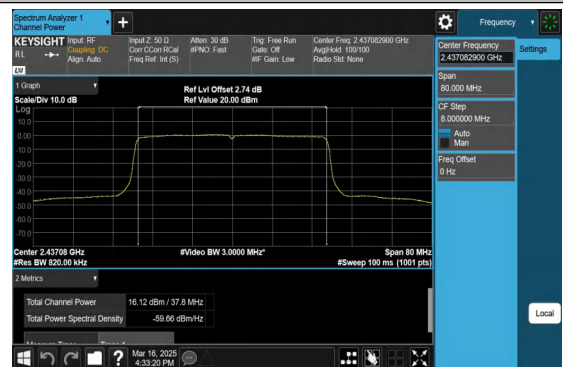 Spectrum Analyzer 1
Channel Power
+
Frequency
KEYSIGHT
RL
LXI
Input: RF
Coupling: DC
Align: Auto
Input Z: 50 Ω
Corr CCorr RCal
Freq Ref: Int (S)
Atten: 30 dB
#PNO: Fast
Trig: Free Run
Gate: Off
#IF Gain: Low
Center Freq: 2.437082900 GHz
Avg|Hold: 100/100
Radio Std: None
Center Frequency
2.437082900 GHz
Settings
Span
80.000 MHz
CF Step
8.000000 MHz
Auto
Man
Freq Offset
0 Hz
1 Graph
Scale/Div 10.0 dB
Ref Lvl Offset 2.74 dB
Ref Value 20.00 dBm
Log
10.0
0.00
-10.0
-20.0
-30.0
-40.0
-50.0
-60.0
-70.0
Center 2.43708 GHz
#Res BW 820.00 kHz
#Video BW 3.0000 MHz*
Span 80 MHz
#Sweep 100 ms (1001 pts)
2 Metrics
Total Channel Power 16.12 dBm / 37.8 MHz
Total Power Spectral Density -59.66 dBm/Hz
Local
?
Mar 16, 2025
4:33:20 PM